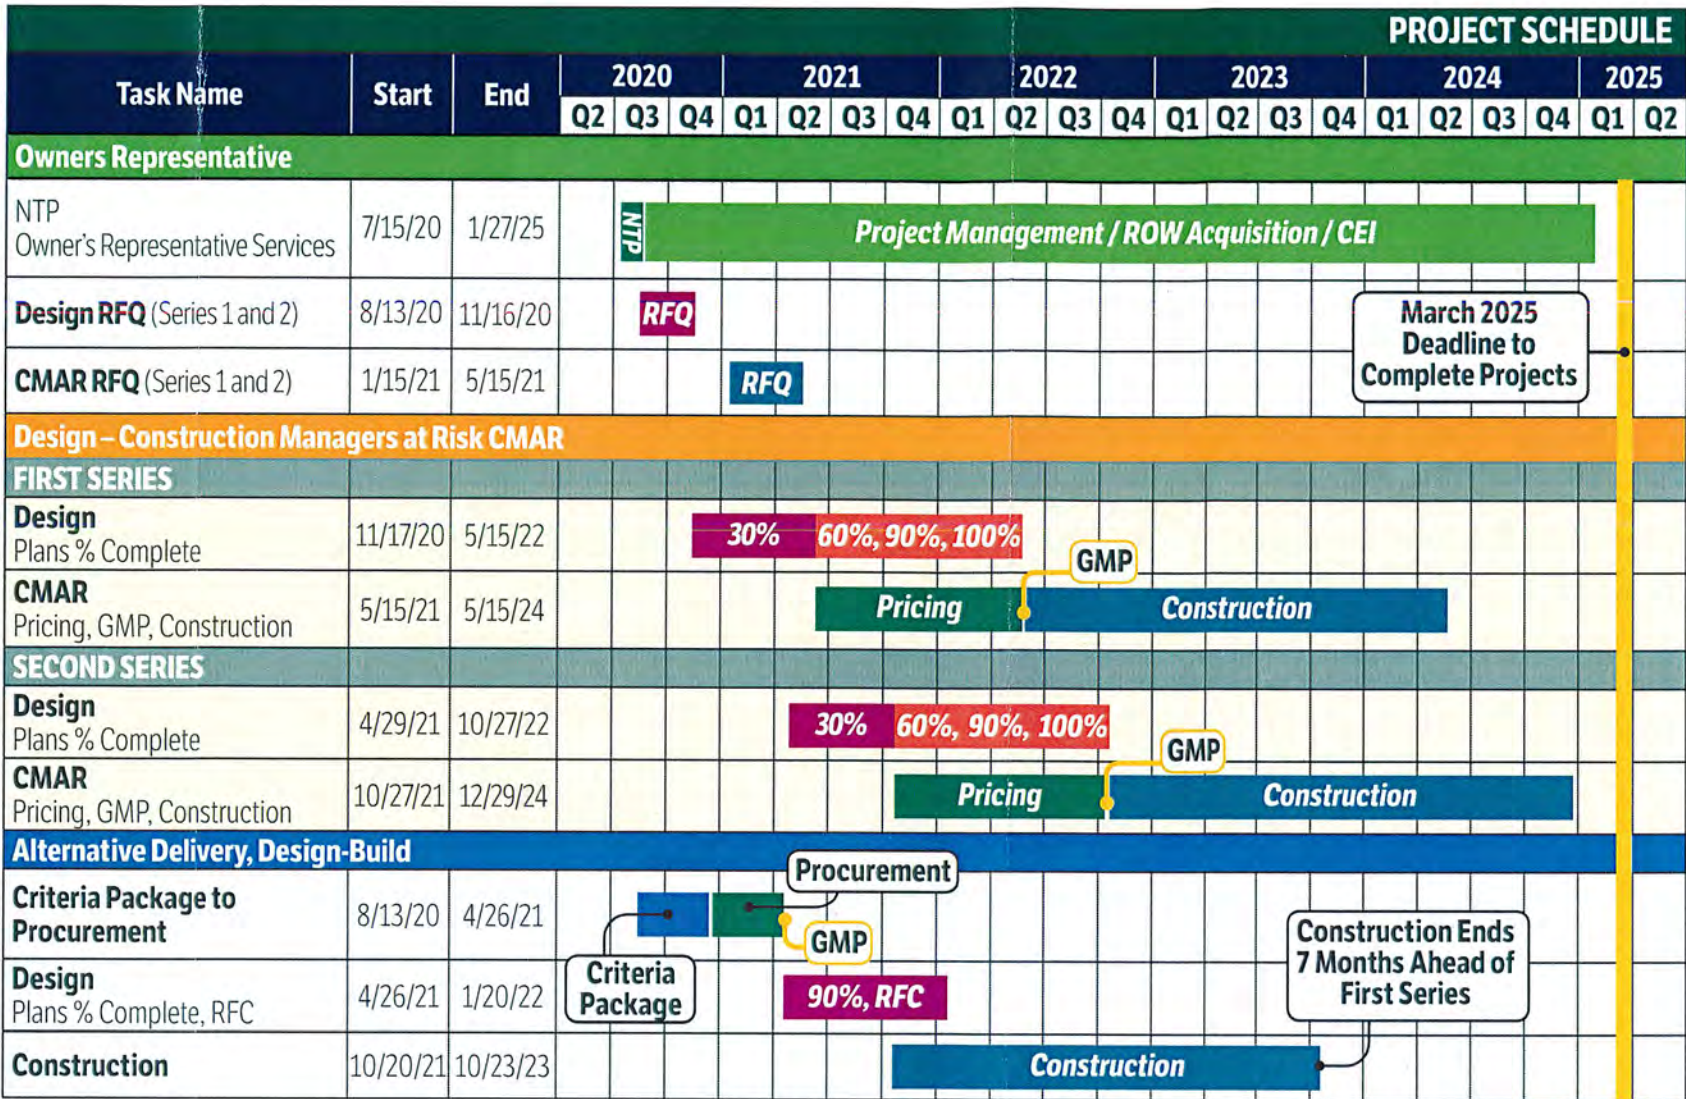 PROJECT SCHEDULE
Task Name Start End 2020 2021 2022 2023 2024 2025
Q2 Q3 Q4 Q1 Q2 Q3 Q4 Q1 Q2 Q3 Q4 Q1 Q2 Q3 Q4 Q1 Q2 Q3 Q4 Q1 Q2
Owners Representative
NTP
Owner's Representative Services
7/15/20 1/27/25
NTP
Project Management / ROW Acquisition / CEI
Design RFQ (Series 1 and 2) 8/13/20 11/16/20 RFQ
March 2025
Deadline to
Complete Projects
CMAR RFQ (Series 1 and 2) 1/15/21 5/15/21 RFQ
Design – Construction Managers at Risk CMAR
FIRST SERIES
Design
Plans % Complete
11/17/20 5/15/22
30% 60%, 90%, 100%
GMP
CMAR
Pricing, GMP, Construction
5/15/21 5/15/24
Pricing Construction
SECOND SERIES
Design
Plans % Complete
4/29/21 10/27/22
30% 60%, 90%, 100%
GMP
CMAR
Pricing, GMP, Construction
10/27/21 12/29/24
Pricing Construction
Alternative Delivery, Design-Build
Procurement
Criteria Package to
Procurement
8/13/20 4/26/21
GMP
Criteria
Package
Construction Ends
7 Months Ahead of
First Series
Design
Plans % Complete, RFC
4/26/21 1/20/22
90%, RFC
Construction 10/20/21 10/23/23 Construction